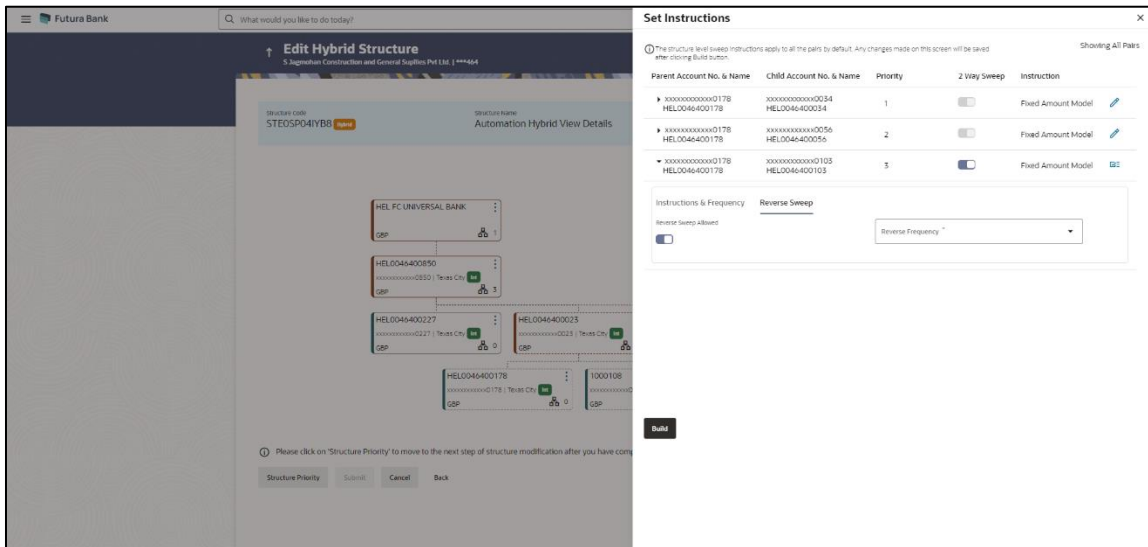 Futura Bank
What would you like to do today?
Edit Hybrid Structure
S Jagmohan Construction and General Supllies Pvt Ltd. | ***464
Structure Code
STEOSP04IYB8 Hybrid
Structure Name
Automation Hybrid View Details
HEL FC UNIVERSAL BANK
GBP 1
HEL0046400850
xxxxxxxxxxxx0850 | Texas City Int
GBP 3
HEL0046400227
xxxxxxxxxxxx0227 | Texas City Int
GBP 0
HEL0046400023
xxxxxxxxxxxx0023 | Texas City Int
GBP
HEL0046400178
xxxxxxxxxxxx0178 | Texas City Int
GBP 0
1000108
GBP
Please click on 'Structure Priority' to move to the next step of structure modification after you have comp
Structure Priority Submit Cancel Back
Set Instructions
The structure level sweep instructions apply to all the pairs by default. Any changes made on this screen will be saved
after clicking Build button.
Showing All Pairs
Parent Account No. & Name Child Account No. & Name Priority 2 Way Sweep Instruction
xxxxxxxxxxxx0178 xxxxxxxxxxxx0034
HEL0046400178 HEL0046400034 1 Fixed Amount Model
xxxxxxxxxxxx0178 xxxxxxxxxxxx0056
HEL0046400178 HEL0046400056 2 Fixed Amount Model
xxxxxxxxxxxx0178 xxxxxxxxxxxx0103
HEL0046400178 HEL0046400103 3 Fixed Amount Model
Instructions & Frequency Reverse Sweep
Reverse Sweep Allowed
Reverse Frequency
Build